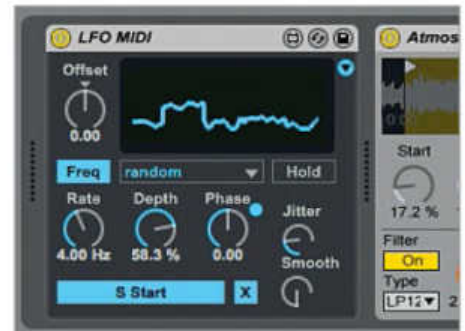 LFO MIDI
Atmos
Offset
0.00
Freq
random
Hold
Rate
Depth
Phase
Jitter
4.00 Hz
58.3 %
0.00
Smooth
S Start
X
Start
17.2 %
Filter
On
Type
LP12
2